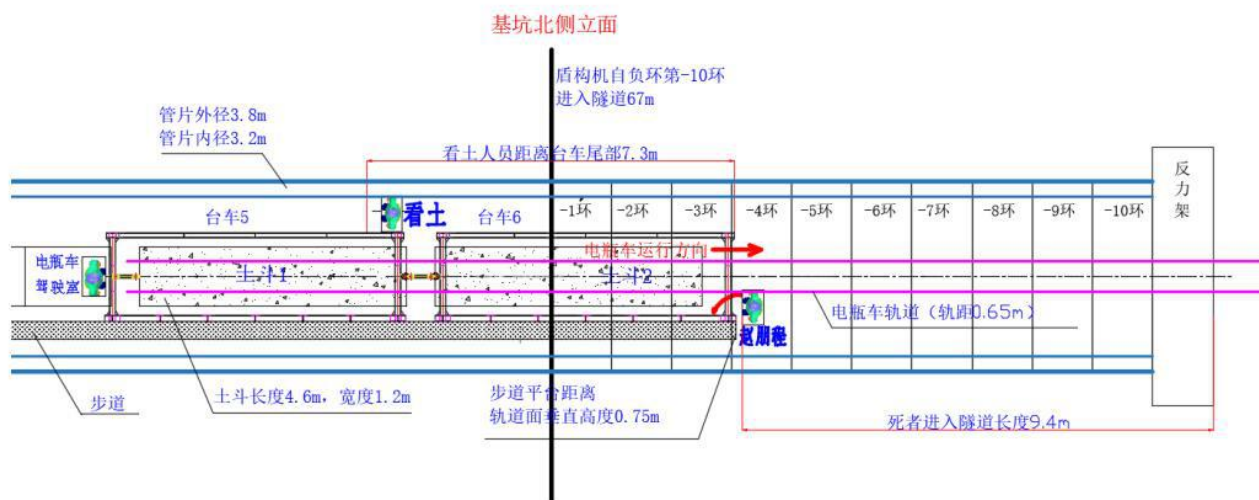 基坑北侧立面
盾构机自负环第-10环
进入隧道67m
管片外径3.8m
管片内径3.2m
看土人员距离台车尾部7.3m
反力架
台车5
看土
台车6
-1环
-2环
-3环
-4环
-5环
-6环
-7环
-8环
-9环
-10环
电瓶车运行方向
电瓶车
驾驶室
土斗1
土斗2
电瓶车轨道（轨距0.65m）
赵朋程
步道
土斗长度4.6m，宽度1.2m
步道平台距离
轨道面垂直高度0.75m
死者进入隧道长度9.4m